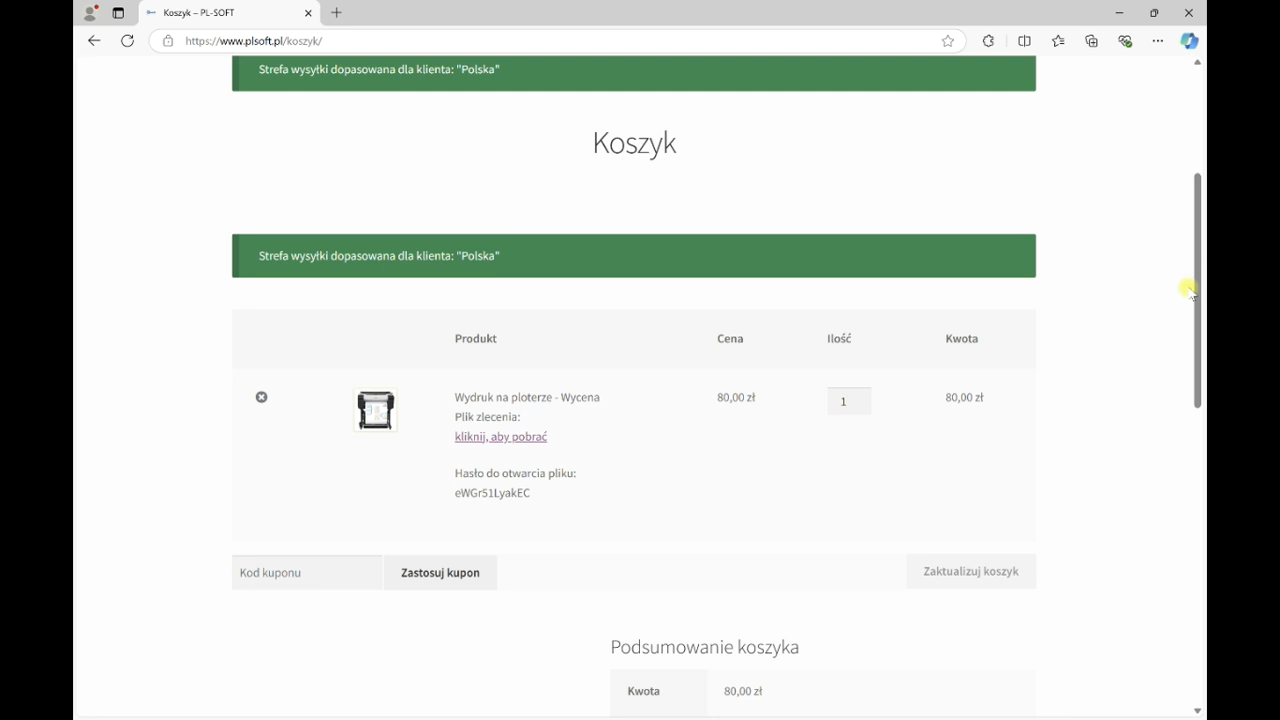 Koszyk – PL-SOFT
https://www.plsoft.pl/koszyk/
Strefa wysyłki dopasowana dla klienta: "Polska"
Koszyk
Strefa wysyłki dopasowana dla klienta: "Polska"
Produkt Cena Ilość Kwota
Wydruk na ploterze - Wycena 80,00 zł 1 80,00 zł
Plik zlecenia:
kliknij, aby pobrać
Hasło do otwarcia pliku:
eWGr51LyakEC
Kod kuponu Zastosuj kupon Zaktualizuj koszyk
Podsumowanie koszyka
Kwota 80,00 zł